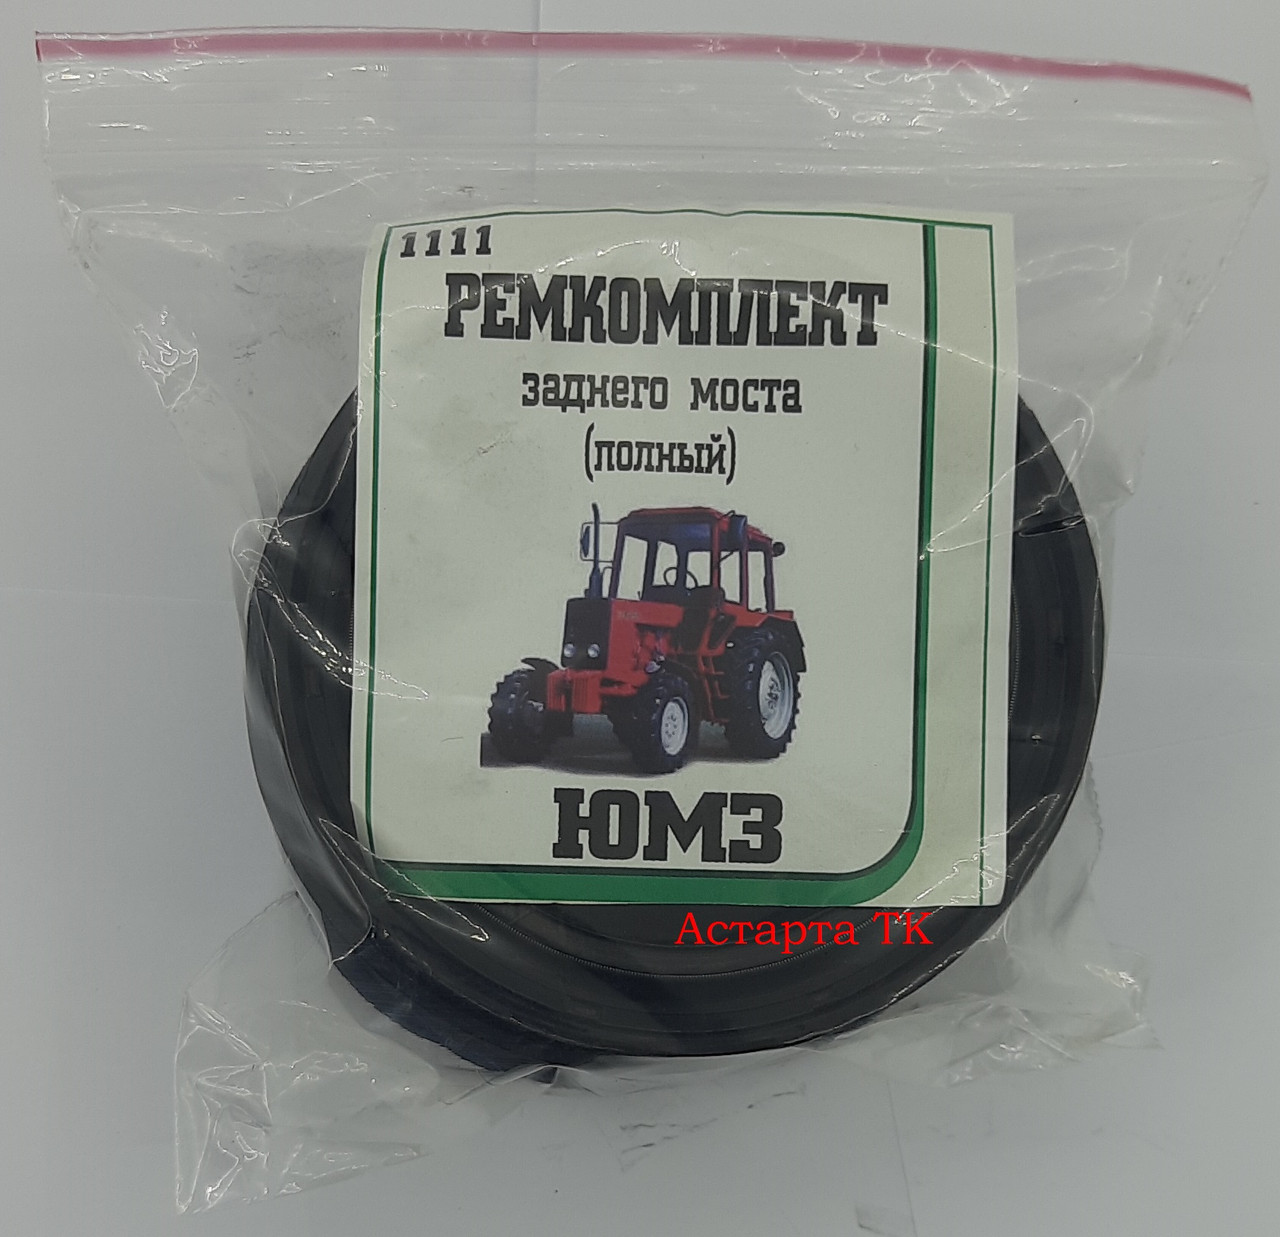 1111
РЕМКОМПЛЕКТ
заднего моста
(полный)
ЮМЗ
Астарта ТК